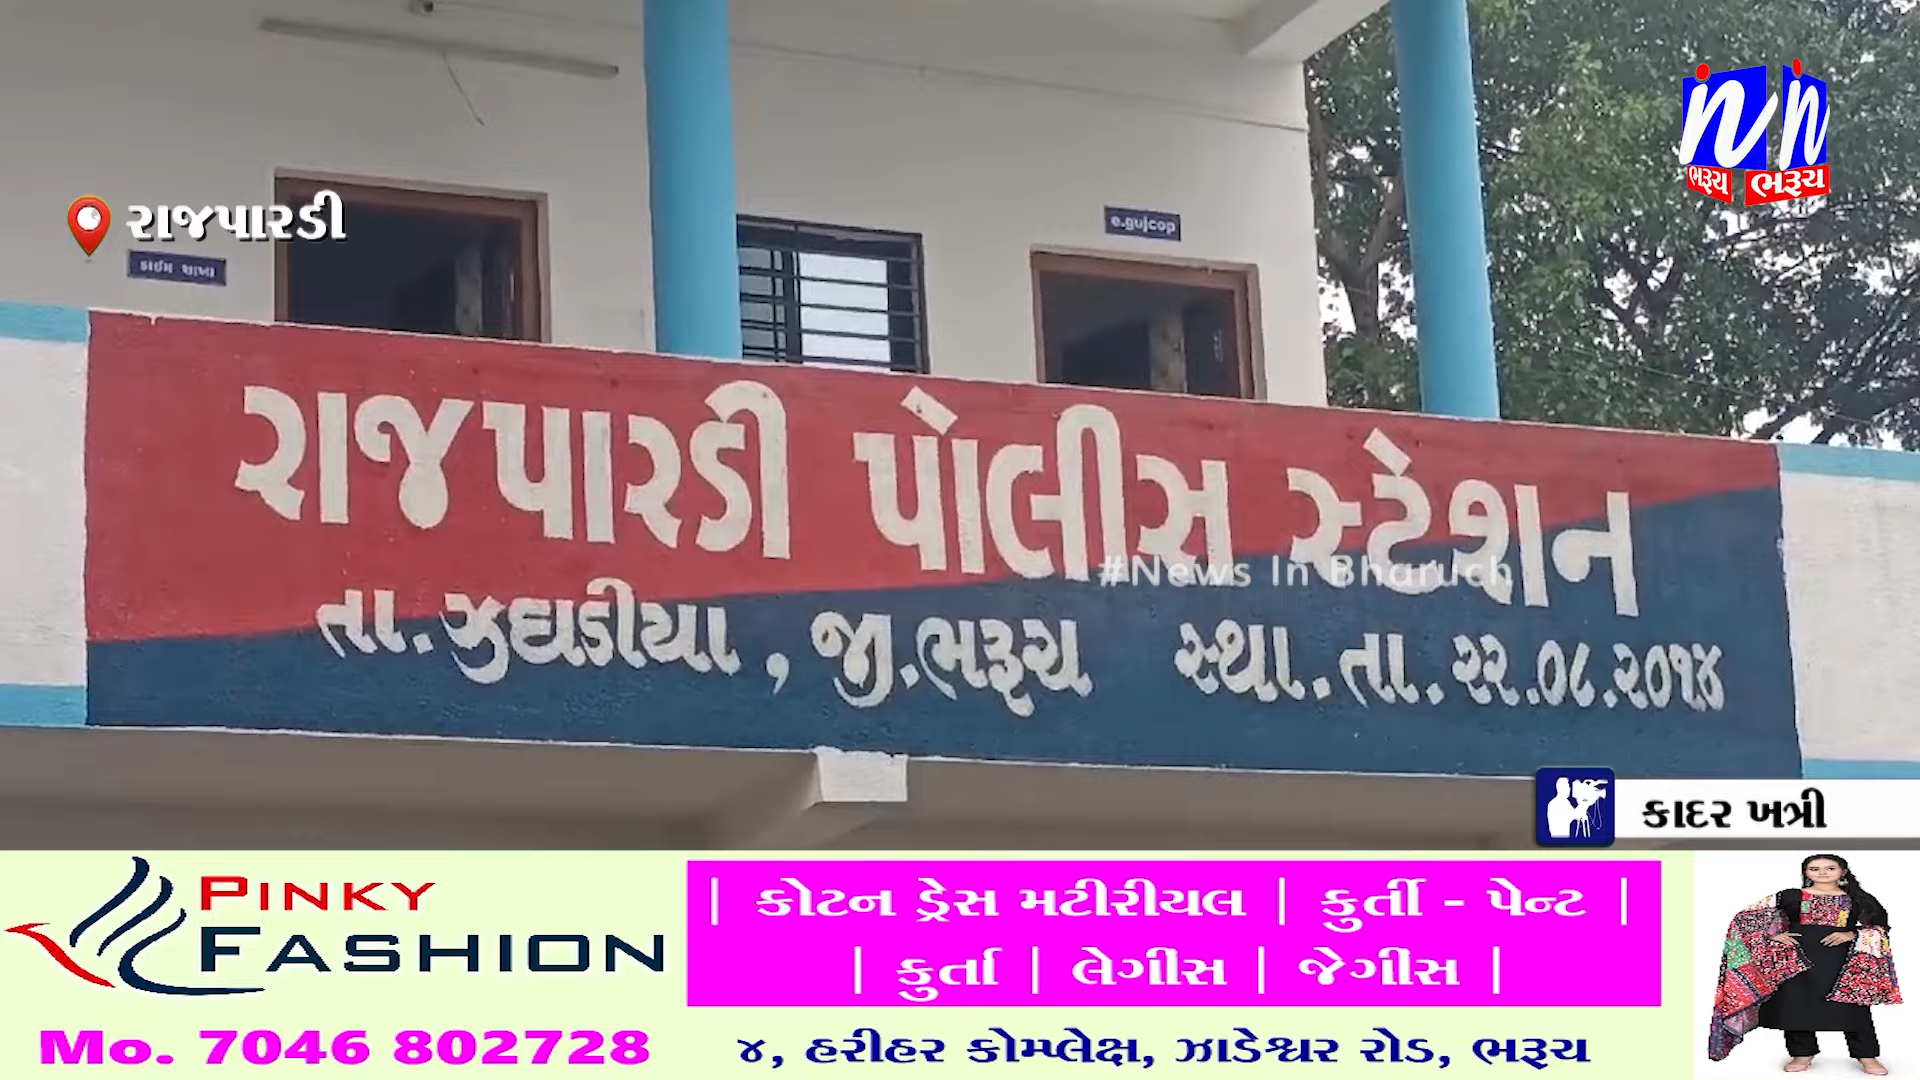 રાજપારડી
ક્રાઈમ શાખા
e.gujcop
ભરૂચ ભરૂચ
રાજપારડી પોલીસ સ્ટેશન
#News In Bharuch
તા.ઝઘડીયા, જી.ભરૂચ સ્થા.તા.૨૨.૦૮.૨૦૧૪
કાદર ખત્રી
PINKY
FASHION
Mo. 7046 802728
| કોટન ડ્રેસ મટીરીયલ | કુર્તી - પેન્ટ |
| કુર્તા | લેગીસ | જેગીસ |
૪, હરીહર કોમ્પ્લેક્ષ, ઝાડેશ્વર રોડ, ભરૂચ